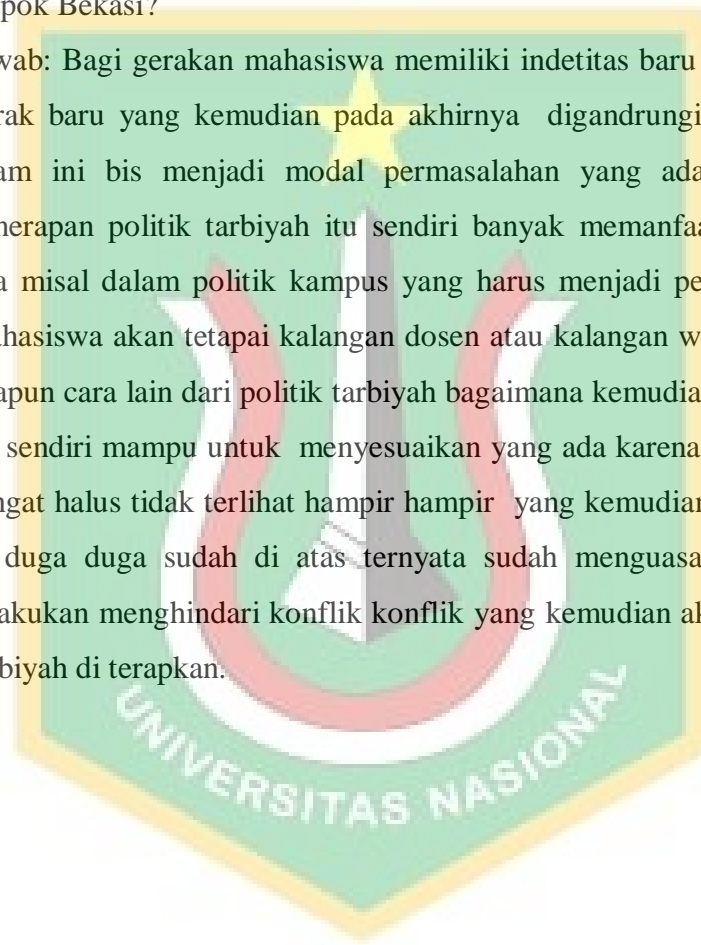 pok Bekasi?
wab: Bagi gerakan mahasiswa memiliki indetitas baru
rak baru yang kemudian pada akhirnya digandrungi
am ini bis menjadi modal permasalahan yang ada
nerapan politik tarbiyah itu sendiri banyak memanfaa
a misal dalam politik kampus yang harus menjadi pe
ahasiswa akan tetapai kalangan dosen atau kalangan w
apun cara lain dari politik tarbiyah bagaimana kemudia
sendiri mampu untuk menyesuaikan yang ada karena
ngat halus tidak terlihat hampir hampir yang kemudian
duga duga sudah di atas ternyata sudah menguasa
akukan menghindari konflik konflik yang kemudian ak
biyah di terapkan.
UNIVERSITAS NASIONAL